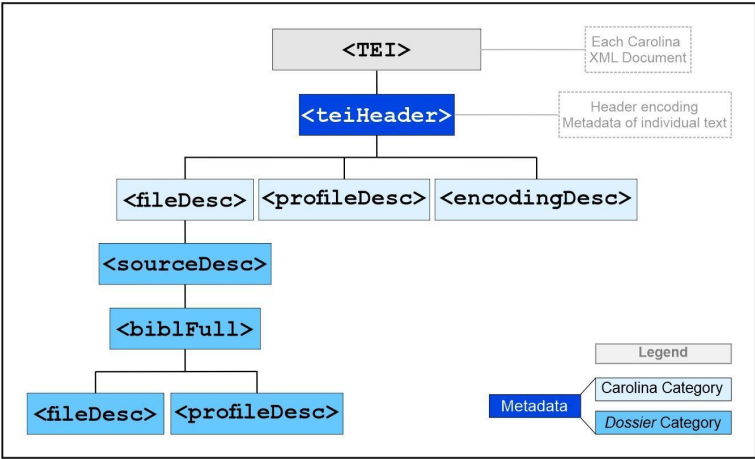 <TEI>
Each Carolina
XML Document
<teiHeader>
Header encoding
Metadata of individual text
<fileDesc>
<profileDesc>
<encodingDesc>
<sourceDesc>
<biblFull>
<fileDesc>
<profileDesc>
Legend
Metadata
Carolina Category
Dossier Category